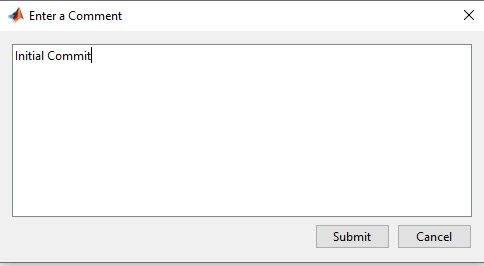 Enter a Comment
Initial Commit
Submit
Cancel